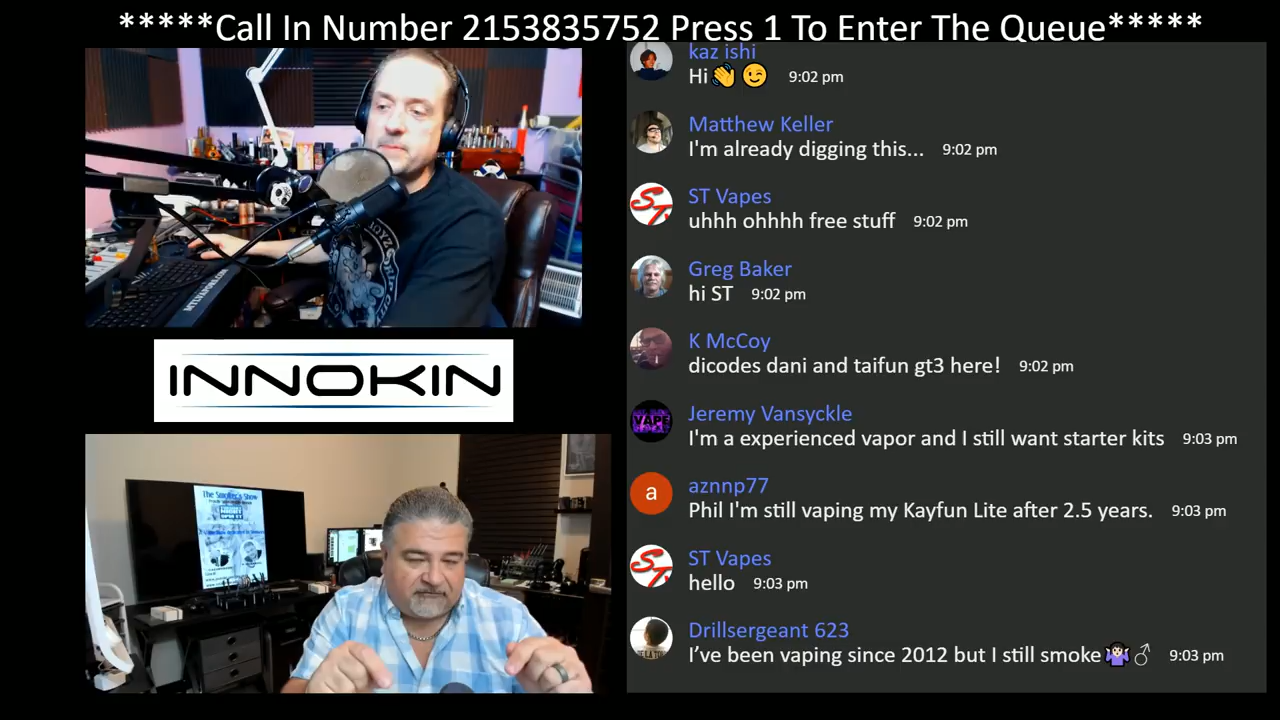 *****Call In Number 2153835752 Press 1 To Enter The Queue*****
INNOKIN
The Smoker's Show
kaz ishi
Hi👋😉 9:02 pm
Matthew Keller
I'm already digging this... 9:02 pm
ST Vapes
uhhh ohhhh free stuff 9:02 pm
Greg Baker
hi ST 9:02 pm
K McCoy
dicodes dani and taifun gt3 here! 9:02 pm
VAPE
Jeremy Vansyckle
I'm a experienced vapor and I still want starter kits 9:03 pm
a
aznnp77
Phil I'm still vaping my Kayfun Lite after 2.5 years. 9:03 pm
ST
ST Vapes
hello 9:03 pm
Drillsergeant 623
I’ve been vaping since 2012 but I still smoke🤷🏻♂ 9:03 pm